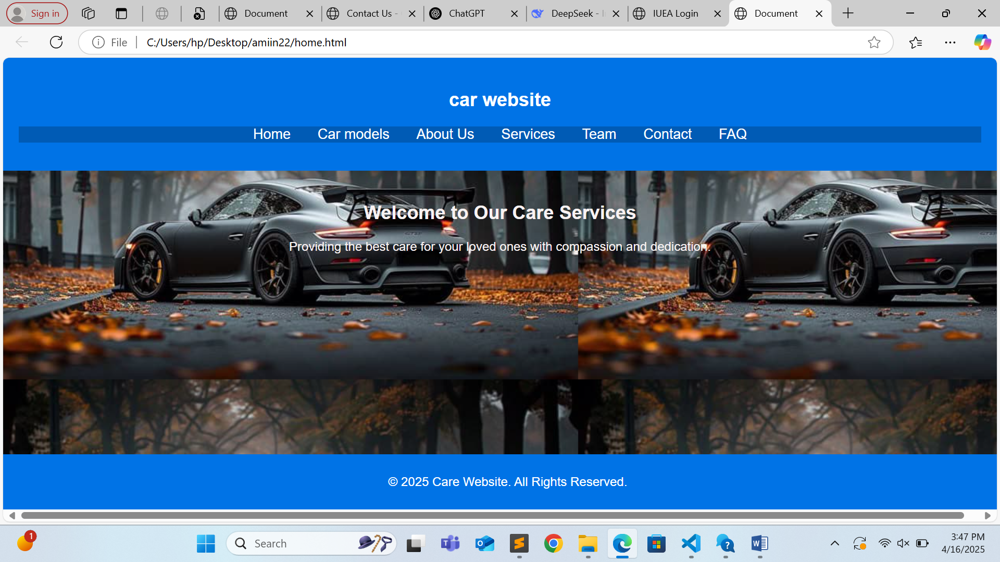 Sign in
Document
Contact Us -
ChatGPT
DeepSeek -
IUEA Login
Document
File
C:/Users/hp/Desktop/amiin22/home.html
car website
Home Car models About Us Services Team Contact FAQ
Welcome to Our Care Services
Providing the best care for your loved ones with compassion and dedication.
© 2025 Care Website. All Rights Reserved.
1
Search
3:47 PM
4/16/2025